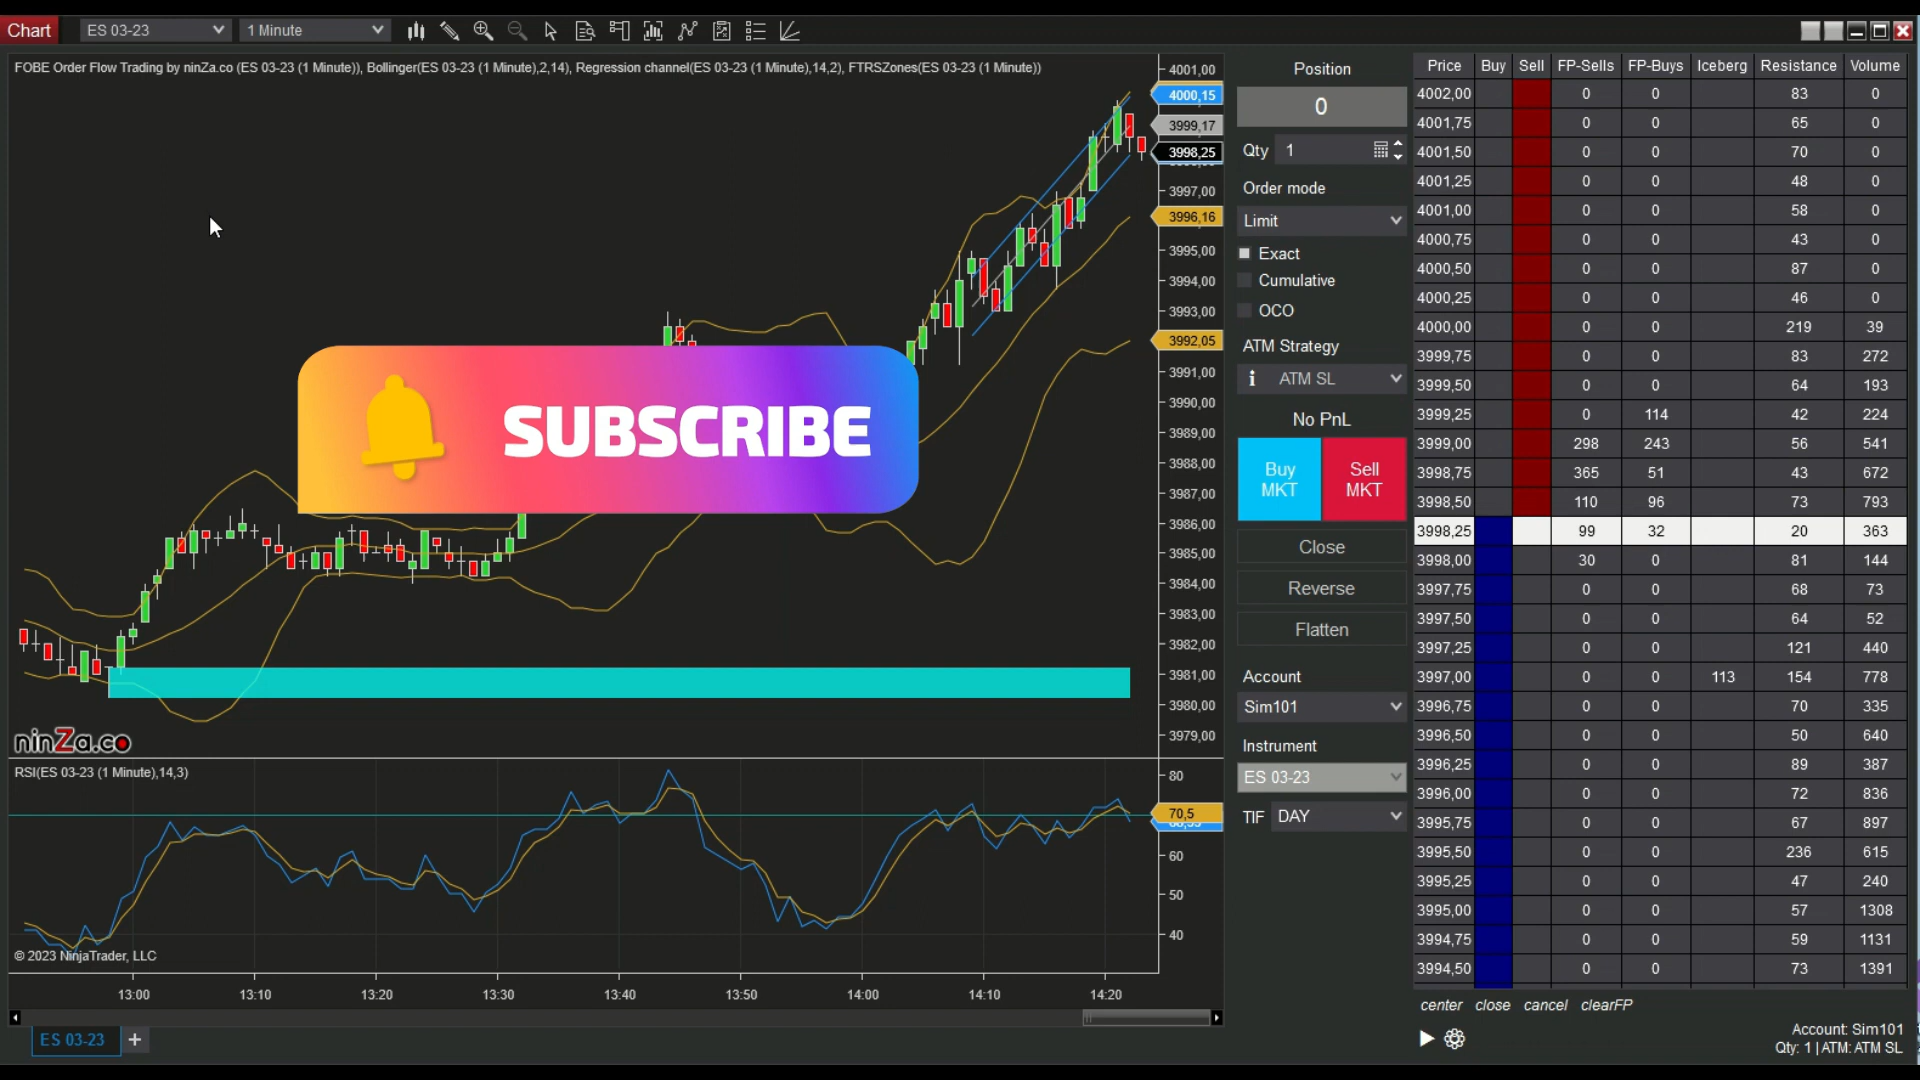 Chart ES 03-23 1 Minute
FOBE Order Flow Trading by ninZa.co (ES 03-23 (1 Minute)), Bollinger(ES 03-23 (1 Minute),2,14), Regression channel(ES 03-23 (1 Minute),14,2), FTRSZones(ES 03-23 (1 Minute))
4001,00
4000,15
3999,17
3998,25
3997,00
3996,16
3995,00
3994,00
3993,00
3992,05
3991,00
3990,00
3989,00
3988,00
3987,00
3986,00
3985,00
3984,00
3983,00
3982,00
3981,00
3980,00
3979,00
SUBSCRIBE
ninZa.co
RSI(ES 03-23 (1 Minute),14,3)
80
70,5
60
50
40
© 2023 NinjaTrader, LLC
13:00 13:10 13:20 13:30 13:40 13:50 14:00 14:10 14:20
ES 03-23 +
Position
0
Qty 1
Order mode
Limit
Exact
Cumulative
OCO
ATM Strategy
i ATM SL
No PnL
Buy MKT
Sell MKT
Close
Reverse
Flatten
Account
Sim101
Instrument
ES 03-23
TIF DAY
Price Buy Sell FP-Sells FP-Buys Iceberg Resistance Volume
4002,00 0 0 83 0
4001,75 0 0 65 0
4001,50 0 0 70 0
4001,25 0 0 48 0
4001,00 0 0 58 0
4000,75 0 0 43 0
4000,50 0 0 87 0
4000,25 0 0 46 0
4000,00 0 0 219 39
3999,75 0 0 83 272
3999,50 0 0 64 193
3999,25 0 114 42 224
3999,00 298 243 56 541
3998,75 365 51 43 672
3998,50 110 96 73 793
3998,25 99 32 20 363
3998,00 30 0 81 144
3997,75 0 0 68 73
3997,50 0 0 64 52
3997,25 0 0 121 440
3997,00 0 0 113 154 778
3996,75 0 0 70 335
3996,50 0 0 50 640
3996,25 0 0 89 387
3996,00 0 0 72 836
3995,75 0 0 67 897
3995,50 0 0 236 615
3995,25 0 0 47 240
3995,00 0 0 57 1308
3994,75 0 0 59 1131
3994,50 0 0 73 1391
center close cancel clearFP
Account: Sim101
Qty: 1 | ATM: ATM SL